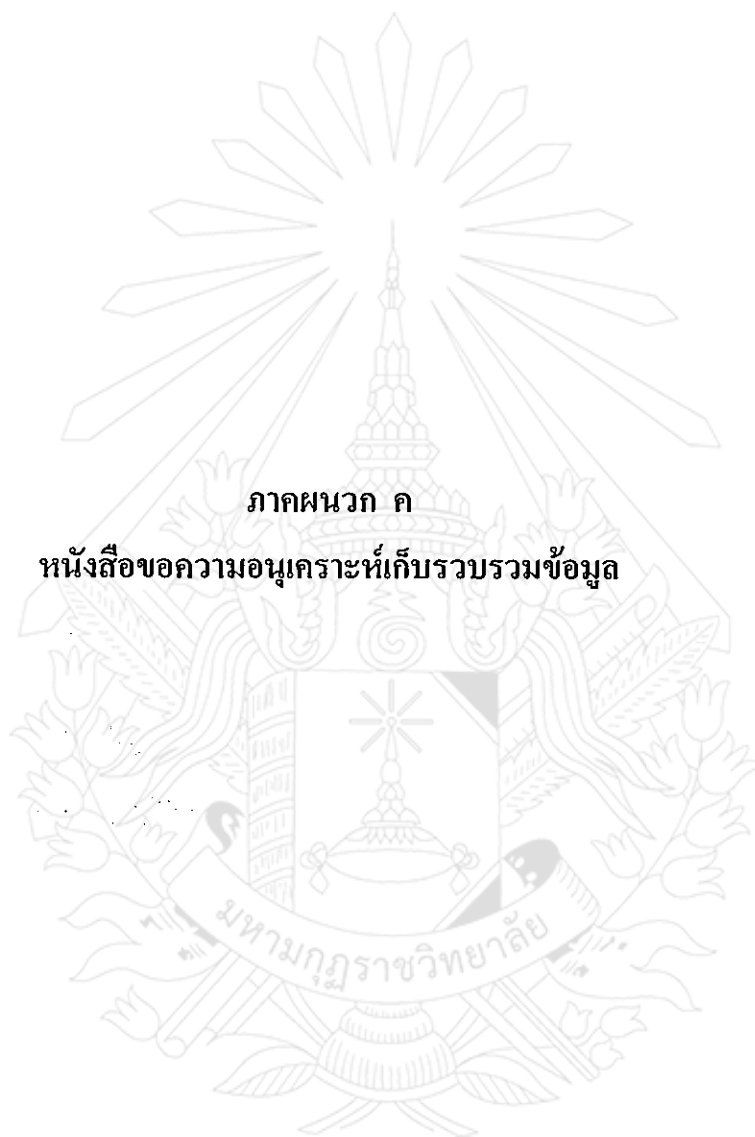 ภาคผนวก ค
หนังสือขอความอนุเคราะห์เก็บรวบรวมข้อมูล
มหามกุฏราชวิทยาลัย